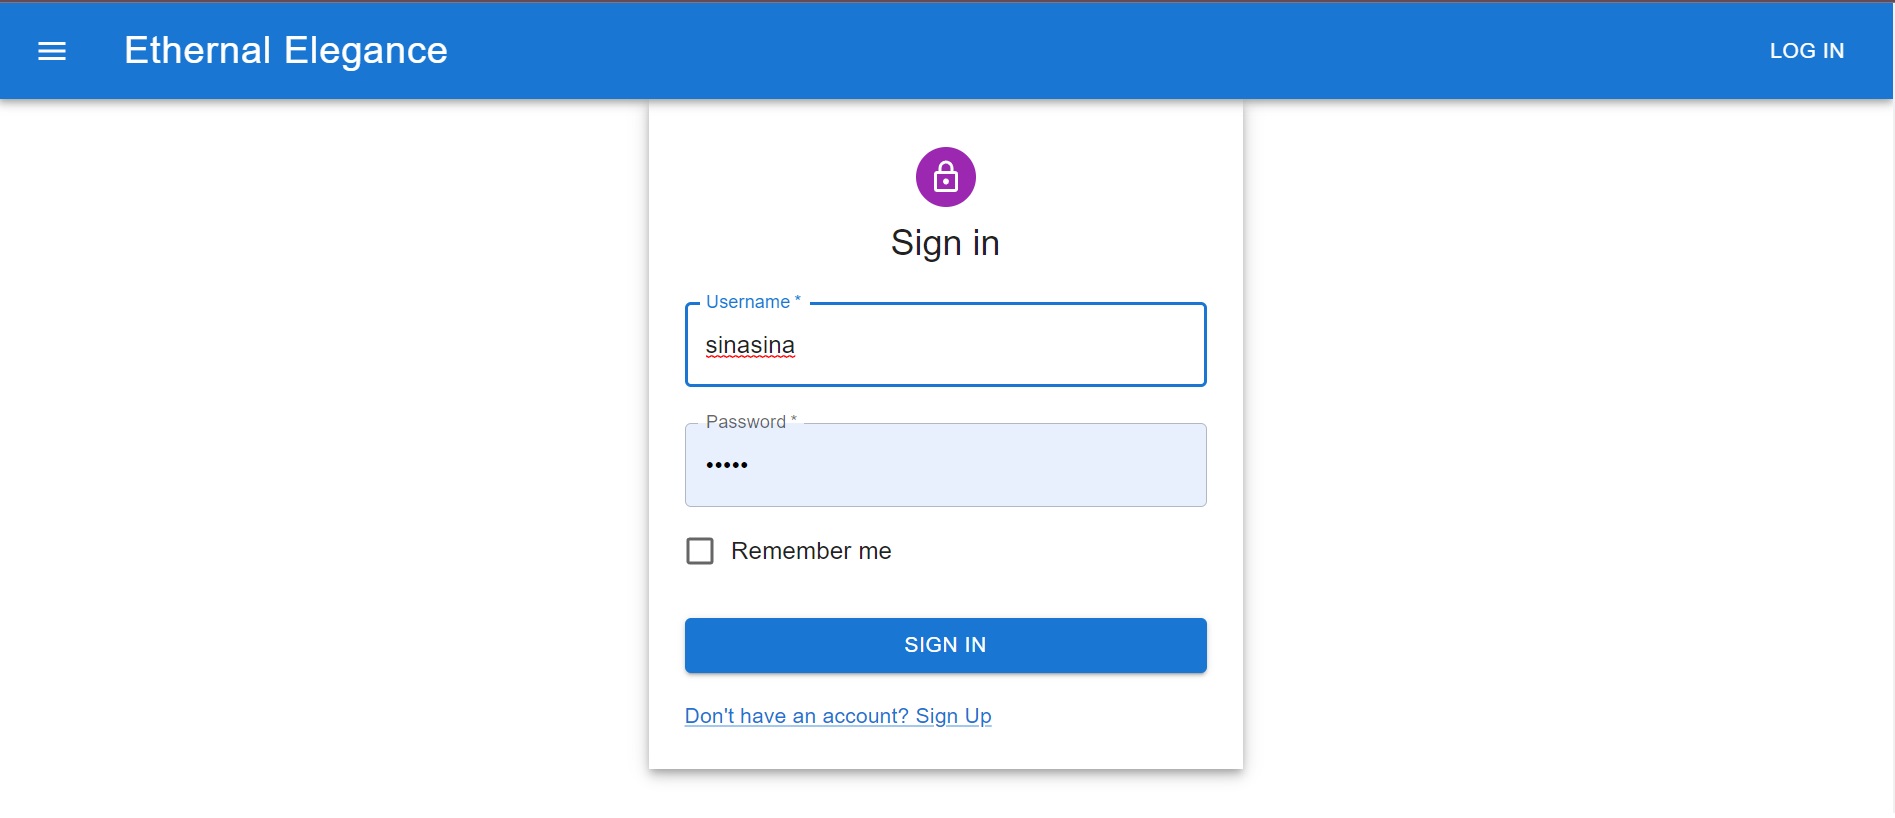 Ethernal Elegance
LOG IN
Sign in
Username *
sinasina
Password *
•••••
Remember me
SIGN IN
Don't have an account? Sign Up